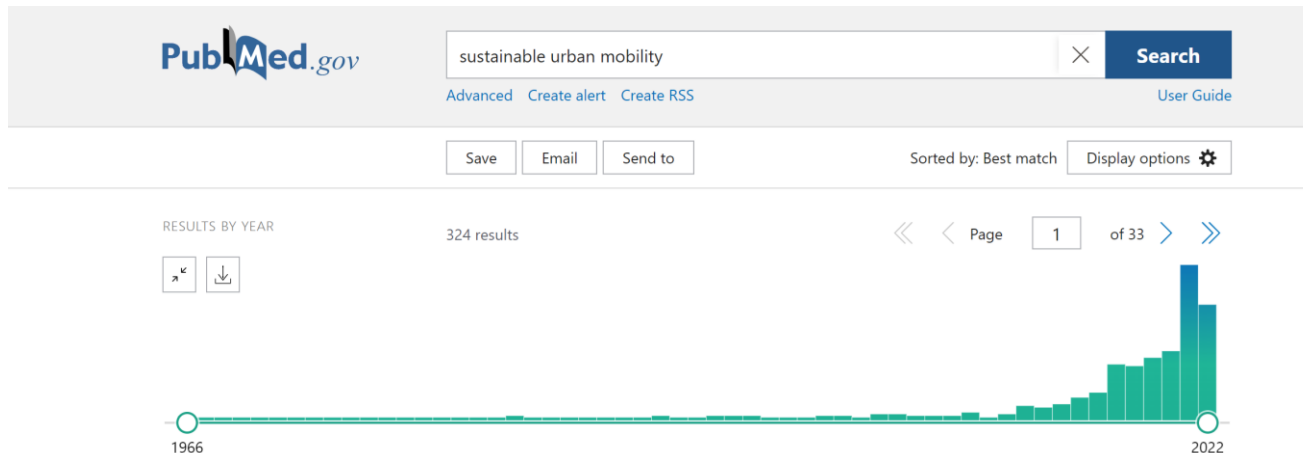 PubMed.gov
sustainable urban mobility
Search
Advanced Create alert Create RSS User Guide
Save Email Send to Sorted by: Best match Display options
RESULTS BY YEAR
324 results Page 1 of 33
1966 2022